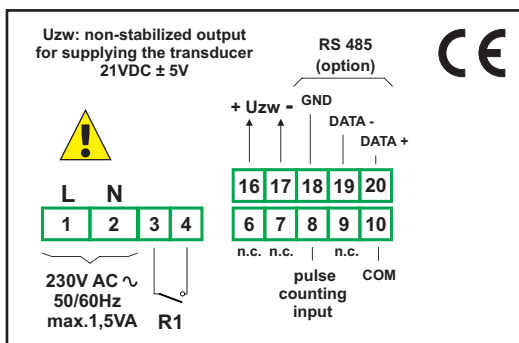 Uzw: non-stabilized output
for supplying the transducer
21VDC ± 5V
RS 485
(option)
CE
+ Uzw -
GND
DATA -
DATA +
16 17 18 19 20
6 7 8 9 10
n.c. n.c. n.c.
pulse
counting
input
COM
!
L N
1 2 3 4
230V AC ~
50/60Hz
max.1,5VA
R1